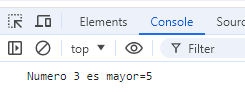 Elements Console Sour
top Filter
Numero 3 es mayor=5